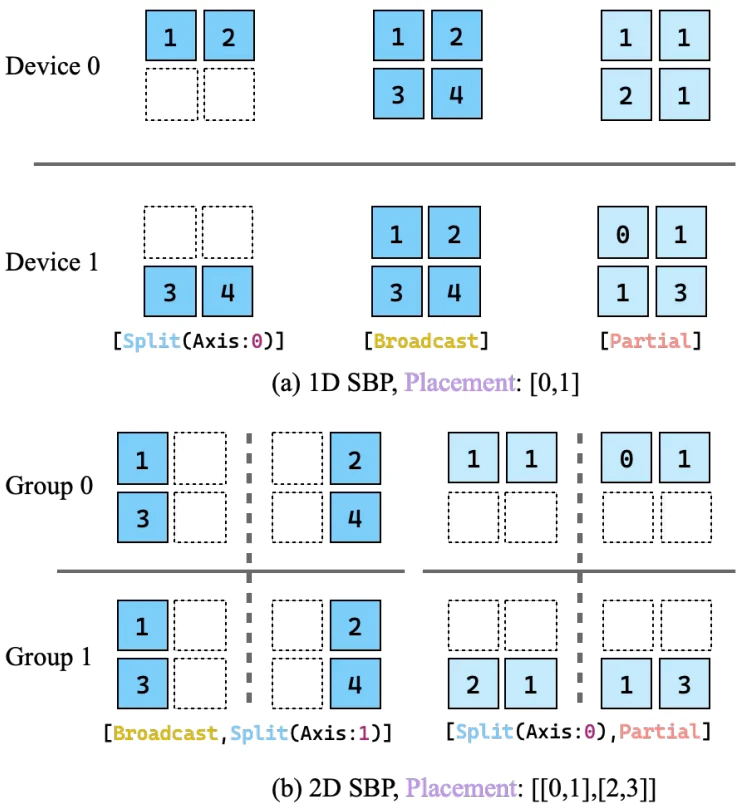 1 2 1 2 1 1
Device 0
3 4 2 1
1 2 0 1
Device 1
3 4 3 4 1 3
[Split(Axis:0)] [Broadcast] [Partial]
(a) 1D SBP, Placement: [0,1]
1 2 1 1 0 1
Group 0
3 4
1 2
Group 1
3 4 2 1 1 3
[Broadcast,Split(Axis:1)] [Split(Axis:0),Partial]
(b) 2D SBP, Placement: [[0,1],[2,3]]